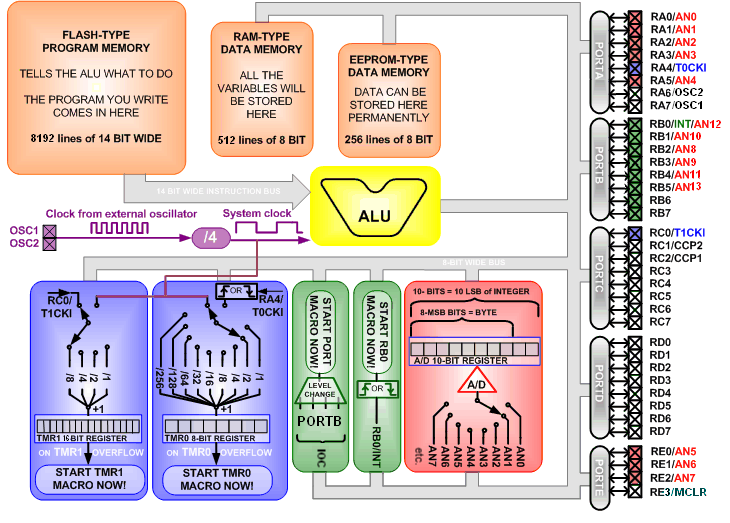 FLASH-TYPE
PROGRAM MEMORY
TELLS THE ALU WHAT TO DO
THE PROGRAM YOU WRITE
COMES IN HERE
8192 lines of 14 BIT WIDE
RAM-TYPE
DATA MEMORY
ALL THE
VARIABLES WILL
BE STORED
HERE
512 lines of 8 BIT
EEPROM-TYPE
DATA MEMORY
DATA CAN BE
STORED HERE
PERMANENTLY
256 lines of 8 BIT
14 BIT WIDE INSTRUCTION BUS
ALU
Clock from external oscillator
System clock
OSC1
OSC2
/4
8-BIT WIDE BUS
RC0/
T1CKI
/8
/4
/2
/1
+1
TMR1 16BIT REGISTER
ON TMR1 OVERFLOW
START TMR1
MACRO NOW!
OR
RA4/
T0CKI
/256
/128
/64
/32
/16
/8
/4
/2
/1
+1
TMR0 8-BIT REGISTER
ON TMR0 OVERFLOW
START TMR0
MACRO NOW!
START PORT
MACRO NOW!
LEVEL
CHANGE
PORTB
IOC
START RB0
MACRO NOW!
OR
RB0/INT
10- BITS = 10 LSB of INTEGER
8-MSB BITS = BYTE
A/D 10-BIT REGISTER
A/D
etc.
AN7
AN6
AN5
AN4
AN3
AN2
AN1
AN0
PORTA
RA0/AN0
RA1/AN1
RA2/AN2
RA3/AN3
RA4/T0CKI
RA5/AN4
RA6/OSC2
RA7/OSC1
PORTB
RB0/INT/AN12
RB1/AN10
RB2/AN8
RB3/AN9
RB4/AN11
RB5/AN13
RB6
RB7
PORTC
RC0/T1CKI
RC1/CCP2
RC2/CCP1
RC3
RC4
RC5
RC6
RC7
PORTD
RD0
RD1
RD2
RD3
RD4
RD5
RD6
RD7
PORTE
RE0/AN5
RE1/AN6
RE2/AN7
RE3/MCLR